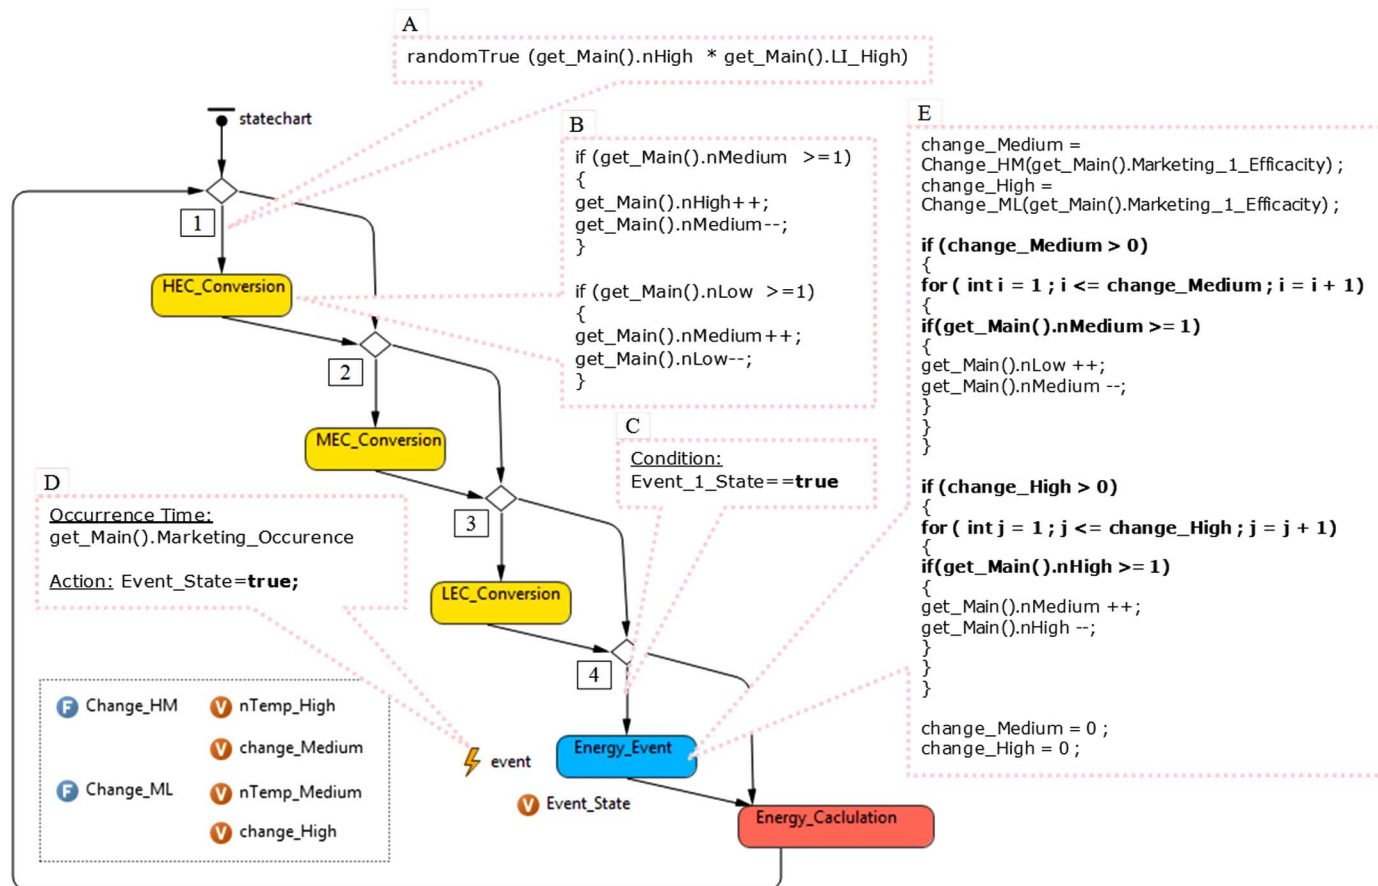 A
randomTrue (get_Main().nHigh * get_Main().LI_High)
statechart
1
HEC_Conversion
B
if (get_Main().nMedium >=1)
{
get_Main().nHigh++;
get_Main().nMedium--;
}
if (get_Main().nLow >=1)
{
get_Main().nMedium++;
get_Main().nLow--;
}
2
MEC_Conversion
C
Condition:
Event_1_State==true
3
LEC_Conversion
D
Occurrence Time:
get_Main().Marketing_Occurence
Action: Event_State=true;
4
Energy_Event
event
Event_State
Energy_Caclulation
F Change_HM
V nTemp_High
V change_Medium
F Change_ML
V nTemp_Medium
V change_High
V
E
change_Medium =
Change_HM(get_Main().Marketing_1_Efficacity) ;
change_High =
Change_ML(get_Main().Marketing_1_Efficacity) ;
if (change_Medium > 0)
{
for ( int i = 1 ; i <= change_Medium ; i = i + 1)
{
if(get_Main().nMedium >= 1)
{
get_Main().nLow ++;
get_Main().nMedium --;
}
}
}
if (change_High > 0)
{
for ( int j = 1 ; j <= change_High ; j = j + 1)
{
if(get_Main().nHigh >= 1)
{
get_Main().nMedium ++;
get_Main().nHigh --;
}
}
}
change_Medium = 0 ;
change_High = 0 ;